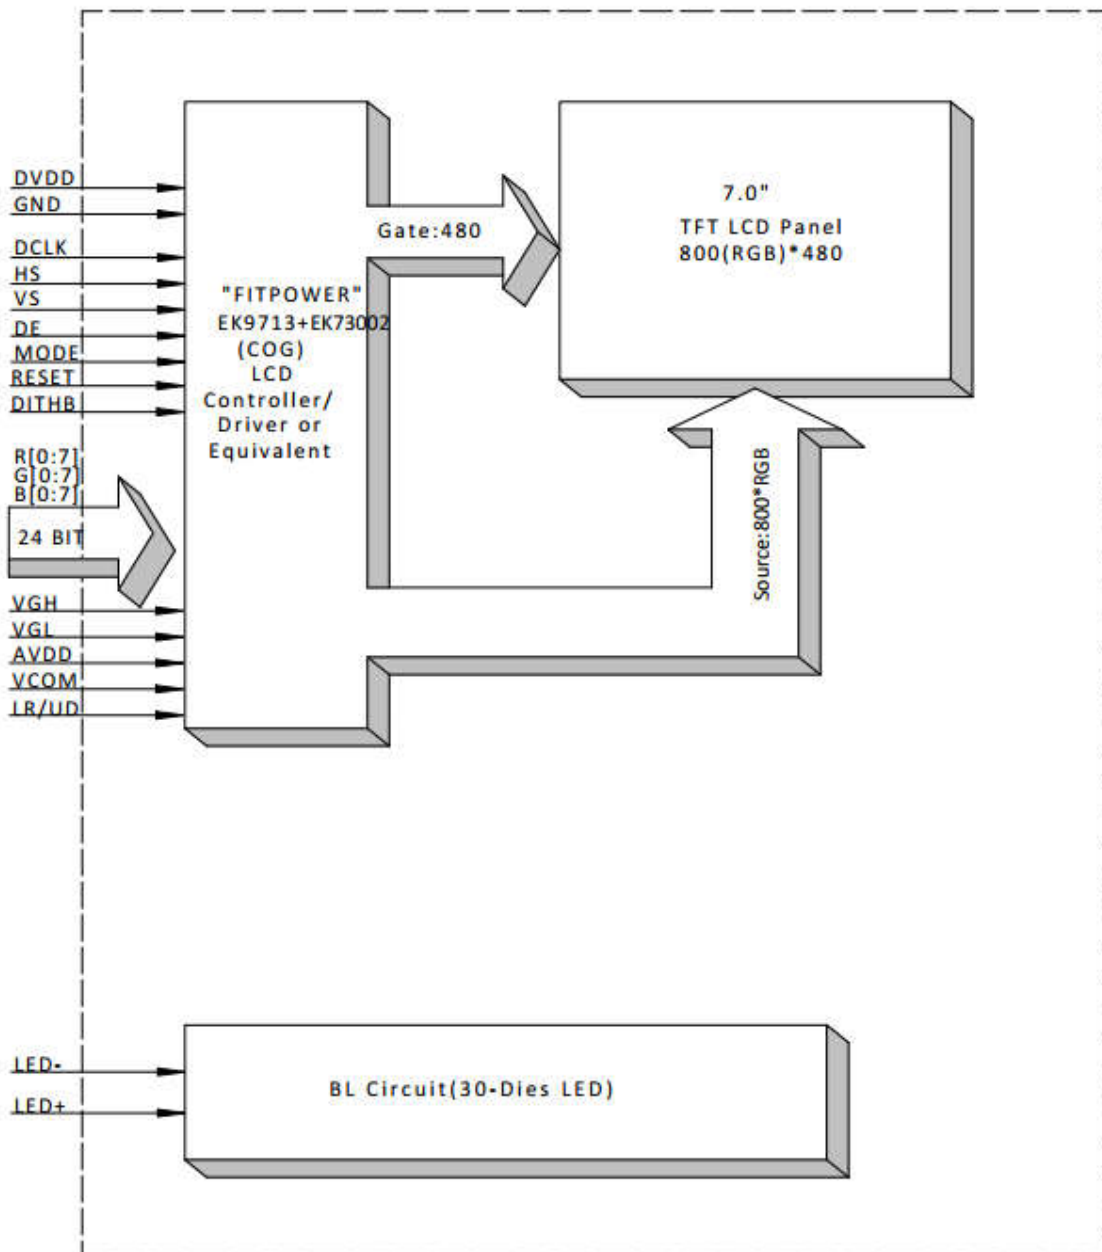 DVDD
GND
DCLK
HS
VS
DE
MODE
RESET
DITHB
R[0:7]
G[0:7]
B[0:7]
24 BIT
VGH
VGL
AVDD
VCOM
LR/UD
"FITPOWER"
EK9713+EK73002
(COG)
LCD
Controller/
Driver or
Equivalent
Gate:480
7.0"
TFT LCD Panel
800(RGB)*480
Source:800*RGB
LED-
LED+
BL Circuit(30-Dies LED)